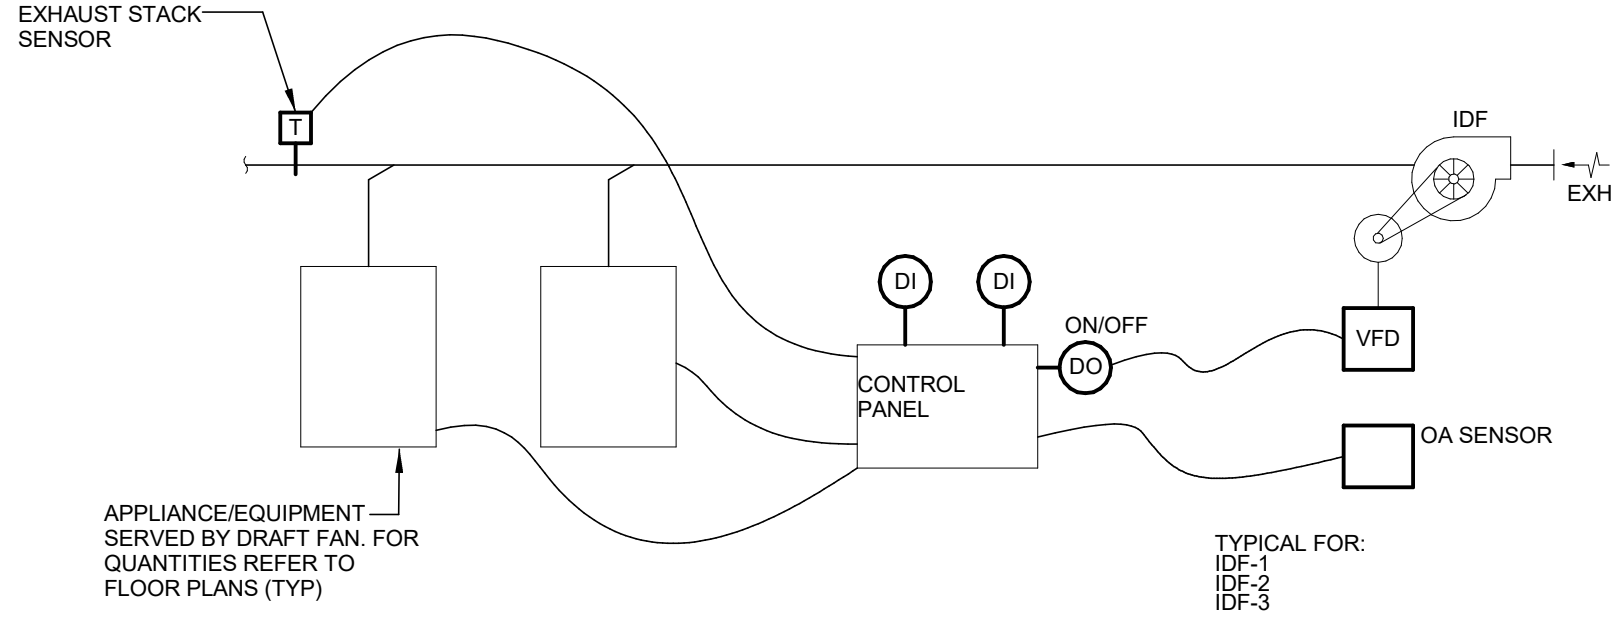 EXHAUST STACK
SENSOR
T
IDF
EXH
DI
DI
ON/OFF
DO
VFD
CONTROL
PANEL
OA SENSOR
APPLIANCE/EQUIPMENT
SERVED BY DRAFT FAN. FOR
QUANTITIES REFER TO
FLOOR PLANS (TYP)
TYPICAL FOR:
IDF-1
IDF-2
IDF-3